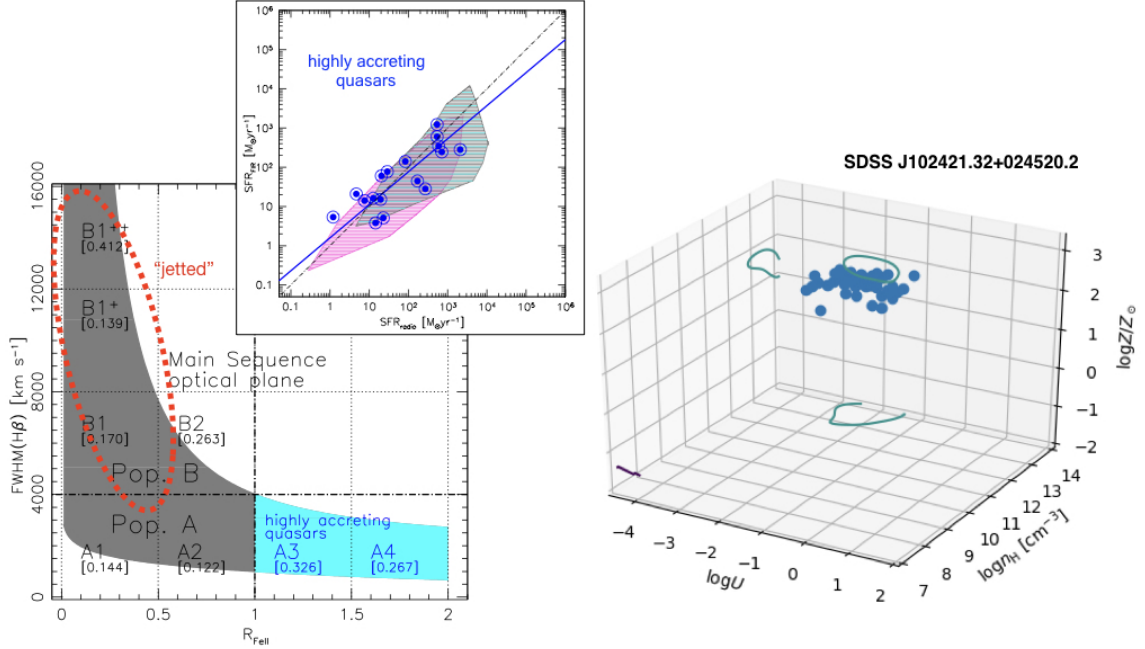 10⁶
10⁵
10⁴
10³
10²
10
1
0.1
SFR_FIR [M⊙yr⁻¹]
highly accreting
quasars
0.1 1 10 10² 10³ 10⁴ 10⁵ 10⁶
SFR_radio [M⊙yr⁻¹]
16000
12000
8000
4000
0
FWHM(Hβ) [km s⁻¹]
B1⁺⁺
[0.412]
"jetted"
B1⁺
[0.139]
Main Sequence
optical plane
B1
[0.170]
B2
[0.263]
Pop. B
Pop. A
highly accreting
quasars
A1
[0.144]
A2
[0.122]
A3
[0.326]
A4
[0.267]
0 0.5 1 1.5 2
R_FeII
SDSS J102421.32+024520.2
3
2
1
0
−1
−2
logZ/Z⊙
14
13
12
11
10
9
8
7
lognH [cm⁻³]
−4 −3 −2 −1 0 1 2
logU